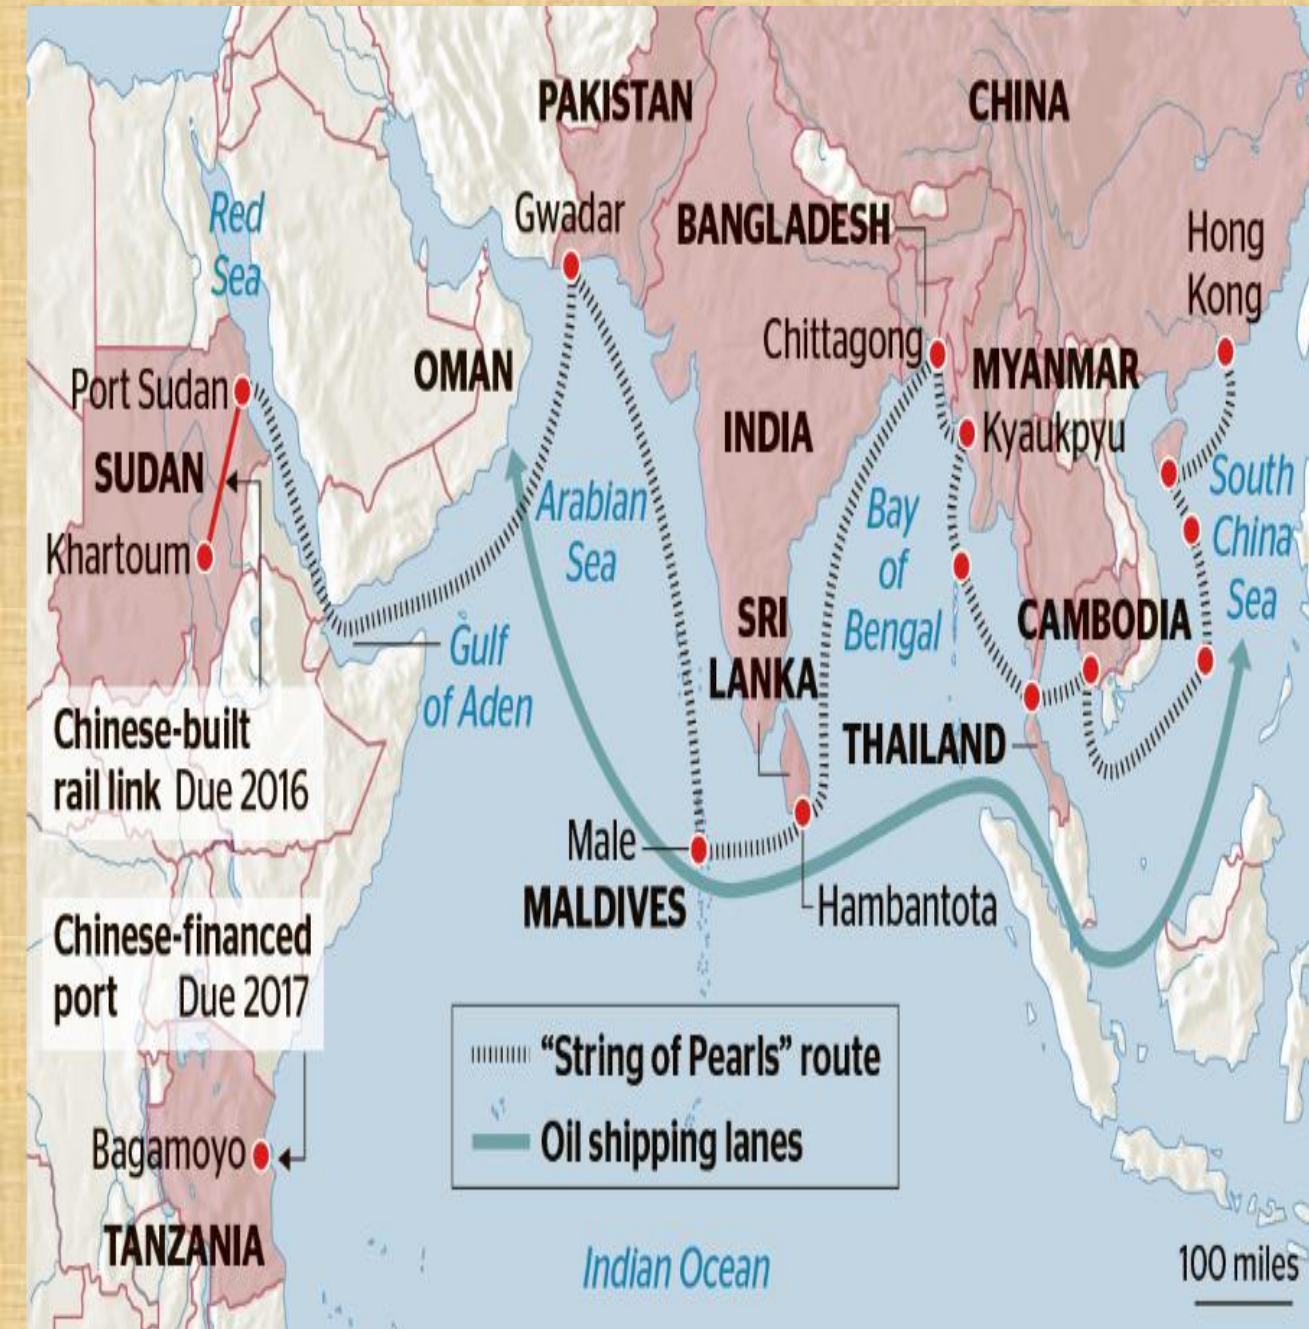 PAKISTAN
CHINA
Red
Sea
Gwadar
BANGLADESH
Hong
Kong
Chittagong
OMAN
MYANMAR
Port Sudan
INDIA
Kyaukpyu
SUDAN
Arabian
Sea
Bay
of
Bengal
South
China
Sea
Khartoum
SRI
LANKA
CAMBODIA
Gulf
of Aden
Chinese-built
rail link Due 2016
THAILAND
Male
MALDIVES
Hambantota
Chinese-financed
port Due 2017
"String of Pearls" route
Oil shipping lanes
Bagamoyo
TANZANIA
Indian Ocean
100 miles